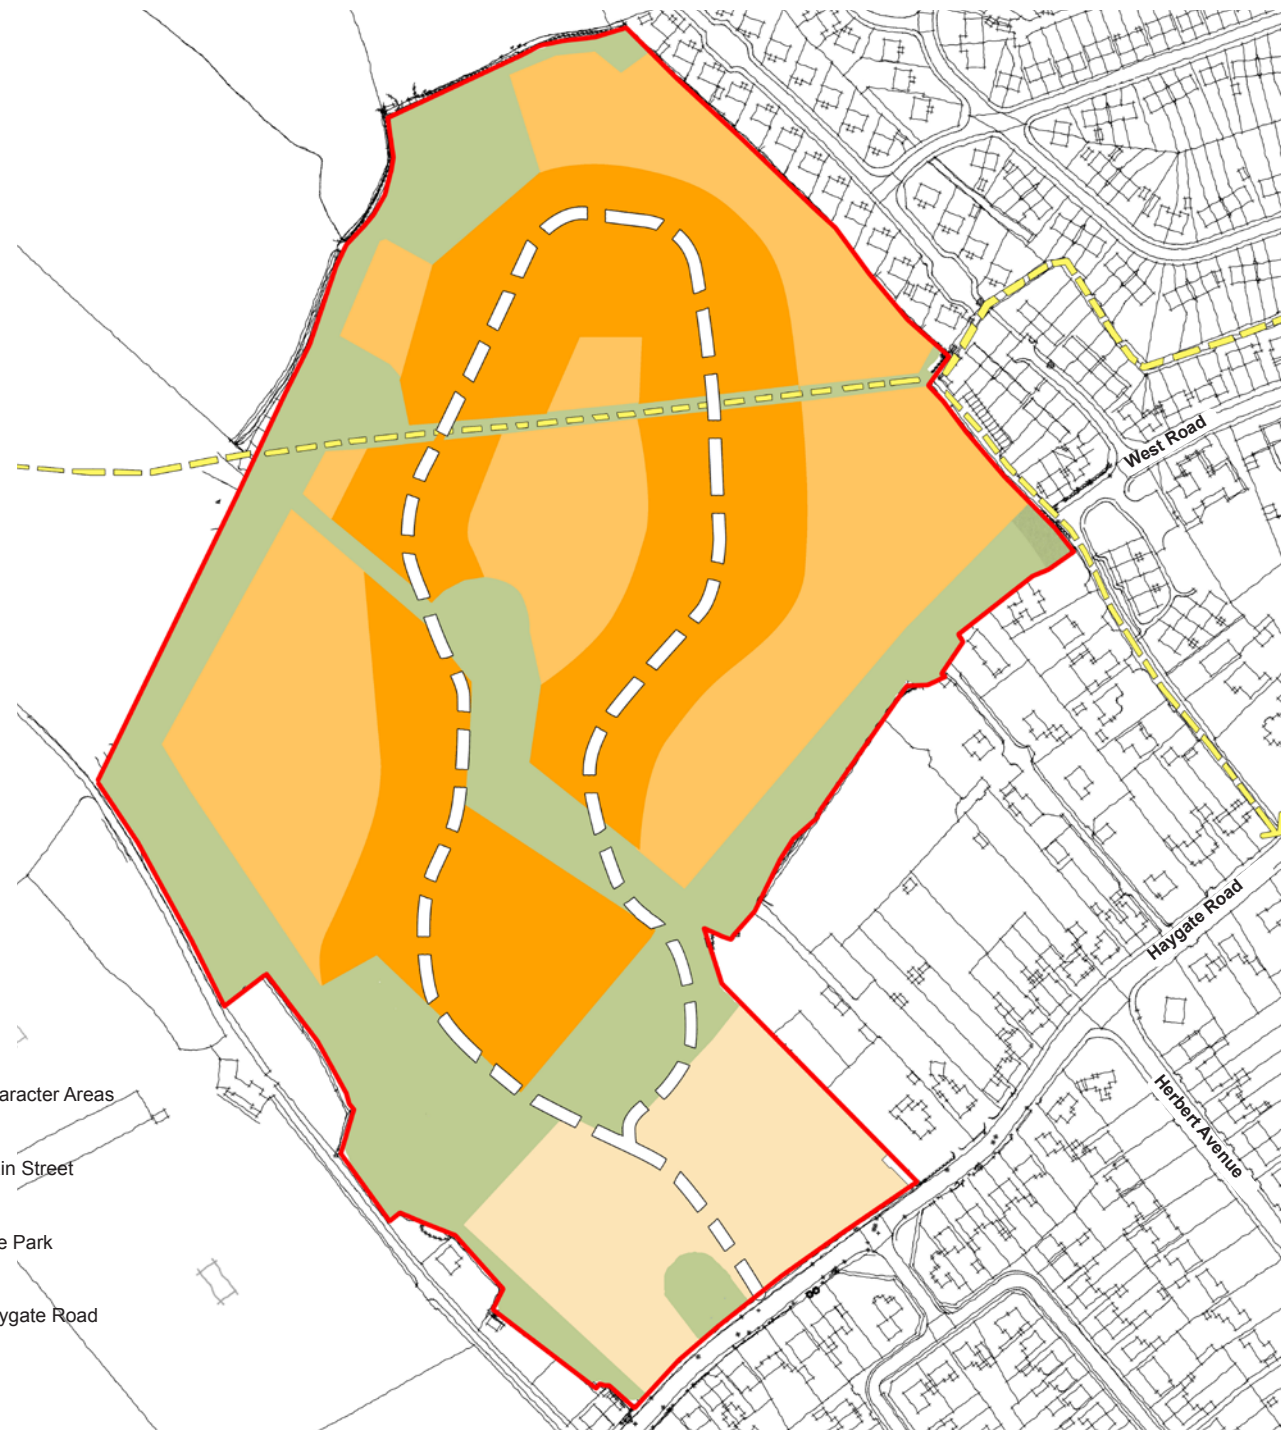 West Road
Haygate Road
Herbert Avenue
aracter Areas
in Street
e Park
ygate Road